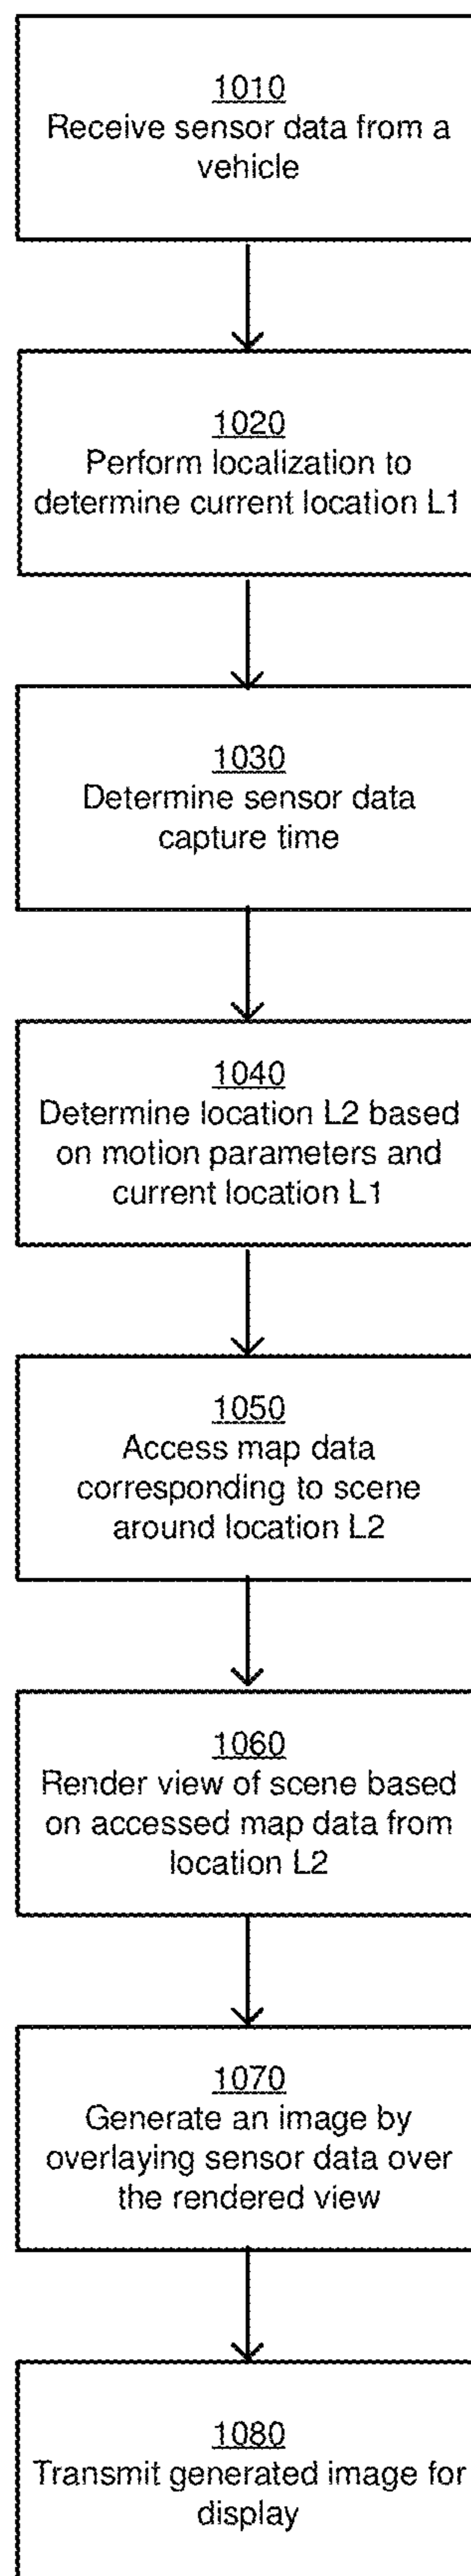 1010
Receive sensor data from a
vehicle
1020
Perform localization to
determine current location L1
1030
Determine sensor data
capture time
1040
Determine location L2 based
on motion parameters and
current location L1
1050
Access map data
corresponding to scene
around location L2
1060
Render view of scene based
on accessed map data from
location L2
1070
Generate an image by
overlaying sensor data over
the rendered view
1080
Transmit generated image for
display